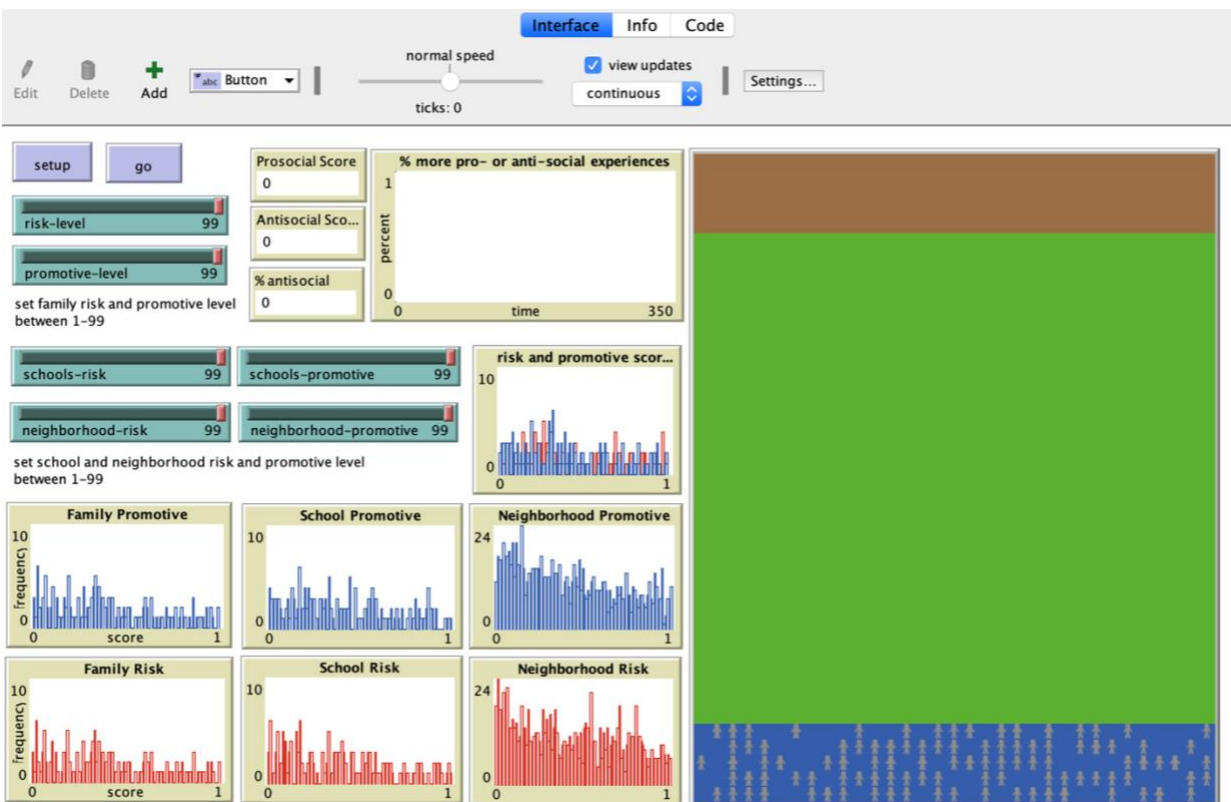 Interface Info Code
normal speed
view updates
Edit Delete Add abc Button continuous Settings...
ticks: 0
setup go
Prosocial Score
0
Antisocial Sco...
0
% antisocial
0
% more pro- or anti-social experiences
1
percent
0
0 time 350
risk-level 99
promotive-level 99
set family risk and promotive level
between 1-99
schools-risk 99 schools-promotive 99
neighborhood-risk 99 neighborhood-promotive 99
set school and neighborhood risk and promotive level
between 1-99
risk and promotive scor...
10
0
0 1
Family Promotive
10
Frequency
0
0 score 1
School Promotive
10
0
0 1
Neighborhood Promotive
24
0
0 1
Family Risk
10
Frequency
0
0 score 1
School Risk
10
0
0 1
Neighborhood Risk
24
0
0 1